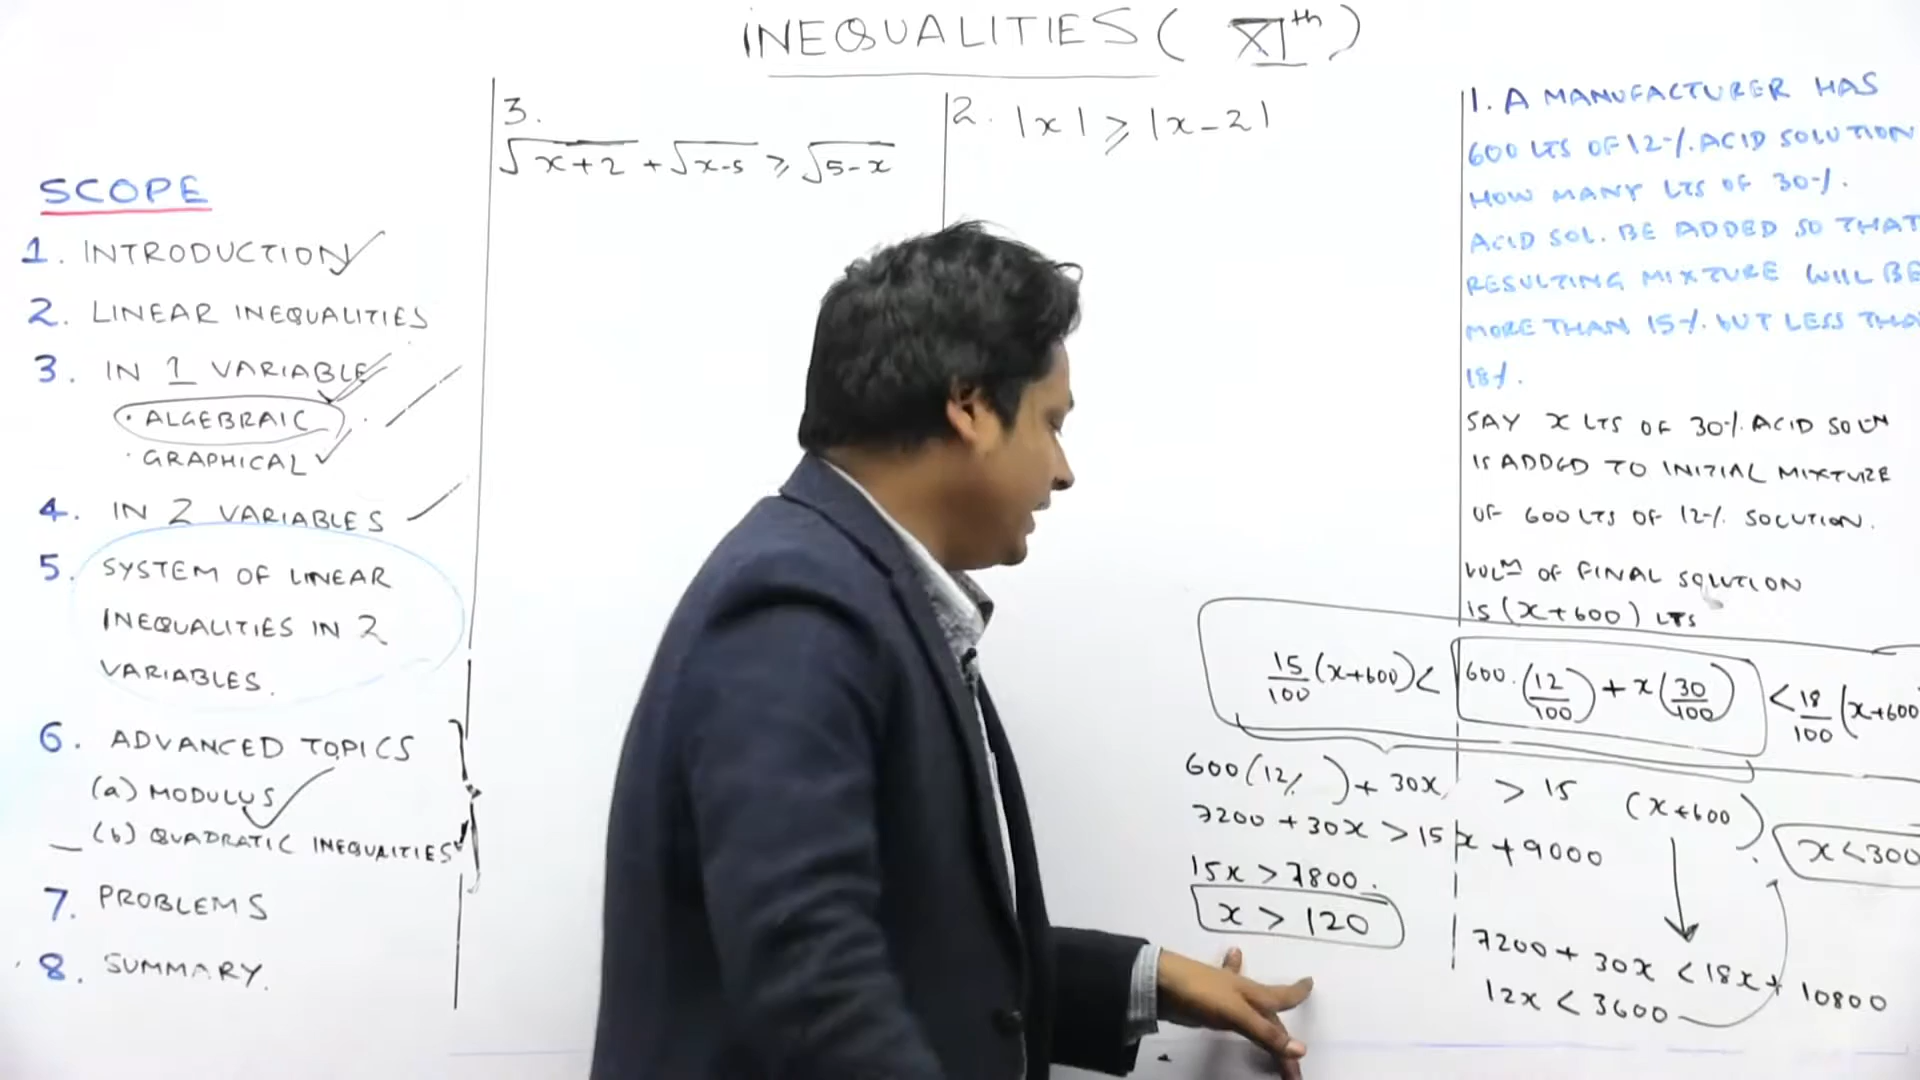 INEQUALITIES ( XIth )
SCOPE
1. INTRODUCTION
2. LINEAR INEQUALITIES
3. IN 1 VARIABLE
· ALGEBRAIC
· GRAPHICAL
4. IN 2 VARIABLES
5. SYSTEM OF LINEAR
INEQUALITIES IN 2
VARIABLES.
6. ADVANCED TOPICS
(a) MODULUS
(b) QUADRATIC INEQUALTIES
7. PROBLEMS
8. SUMMARY.
3.
√x+2 + √x-5 ⩾ √5-x
2. |x| ⩾ |x-2|
1. A MANUFACTURER HAS
600 LTS OF 12% ACID SOLUTION
HOW MANY LTS OF 30%
ACID SOL. BE ADDED SO THAT
RESULTING MIXTURE WILL BE
MORE THAN 15% BUT LESS
18%.
SAY x LTS OF 30% ACID SOLN
IS ADDED TO INITIAL MIXTURE
OF 600 LTS OF 12% SOLUTION.
VOLM OF FINAL SOLUTION
IS (x+600) LTS
15/100 (x+600) < 600.(12/100) + x(30/100) < 18/100 (x+600
600(12% ) + 30x > 15 (x+600)
7200 + 30x > 15x + 9000
15x > 7800.
x > 120
x < 300
7200 + 30x < 18x + 10800
12x < 3600